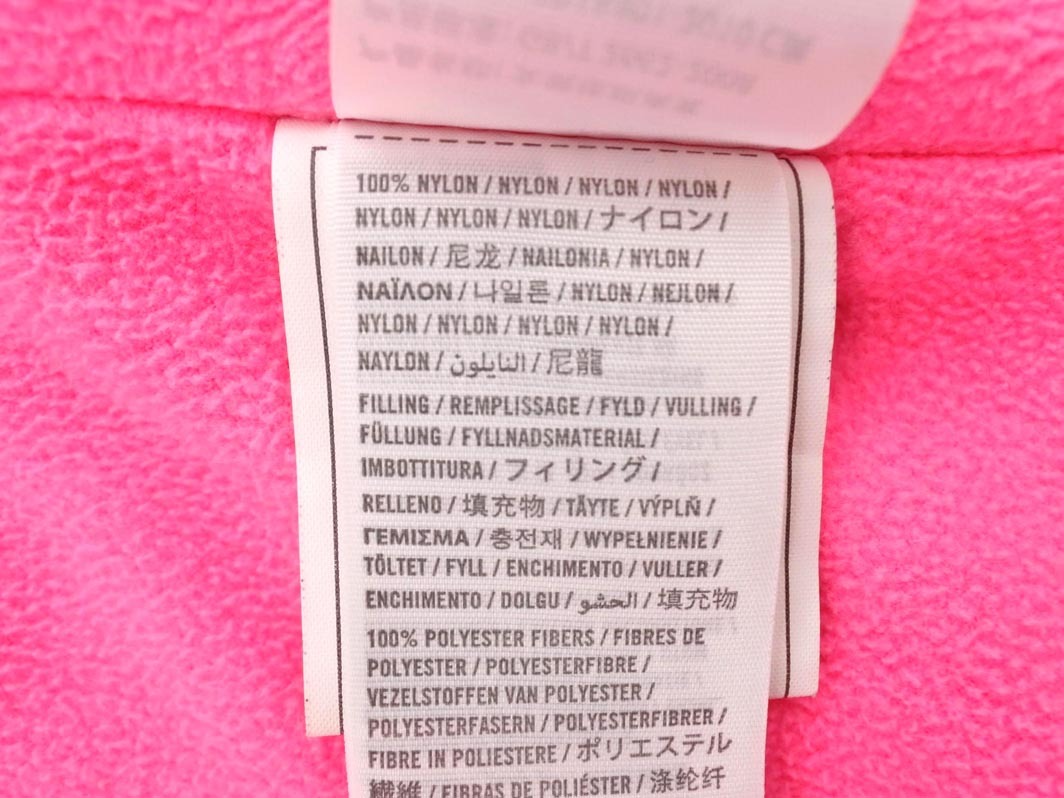 100% NYLON / NYLON / NYLON / NYLON /
NYLON / NYLON / NYLON / ナイロン /
NAILON / 尼龙 / NAILONIA / NYLON /
ΝΑΪΛΟΝ / 나일론 / NYLON / NEJLON /
NYLON / NYLON / NYLON / NYLON /
NAYLON / النايلون / 尼龍
FILLING / REMPLISSAGE / FYLD / VULLING /
FÜLLUNG / FYLLNADSMATERIAL /
IMBOTTITURA / フィリング /
RELLENO / 填充物 / TÄYTE / VÝPLŇ /
ΓΕΜΙΣΜΑ / 충전재 / WYPEŁNIENIE /
TÖLTET / FYLL / ENCHIMENTO / VULLER /
ENCHIMENTO / DOLGU / الحشو / 填充物
100% POLYESTER FIBERS / FIBRES DE
POLYESTER / POLYESTERFIBRE /
VEZELSTOFFEN VAN POLYESTER /
POLYESTERFASERN / POLYESTERFIBRER /
FIBRE IN POLIESTERE / ポリエステル
繊維 / FIBRAS DE POLIÉSTER / 涤纶纤